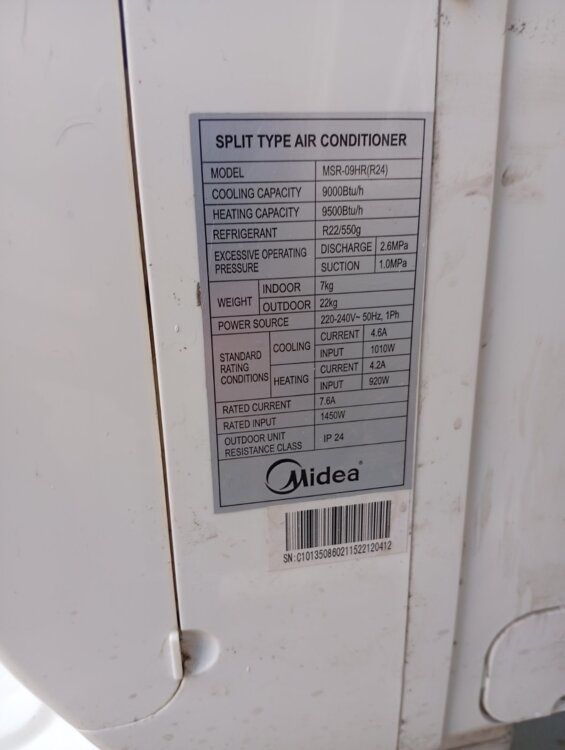 SPLIT TYPE AIR CONDITIONER
MODEL MSR-09HR(R24)
COOLING CAPACITY 9000Btu/h
HEATING CAPACITY 9500Btu/h
REFRIGERANT R22/550g
EXCESSIVE OPERATING PRESSURE DISCHARGE 2.6MPa
SUCTION 1.0MPa
WEIGHT INDOOR 7kg
OUTDOOR 22kg
POWER SOURCE 220-240V~ 50Hz, 1Ph
STANDARD RATING CONDITIONS COOLING CURRENT 4.6A
INPUT 1010W
HEATING CURRENT 4.2A
INPUT 920W
RATED CURRENT 7.6A
RATED INPUT 1450W
OUTDOOR UNIT RESISTANCE CLASS IP 24
Midea®
SN:C101350860211522120412